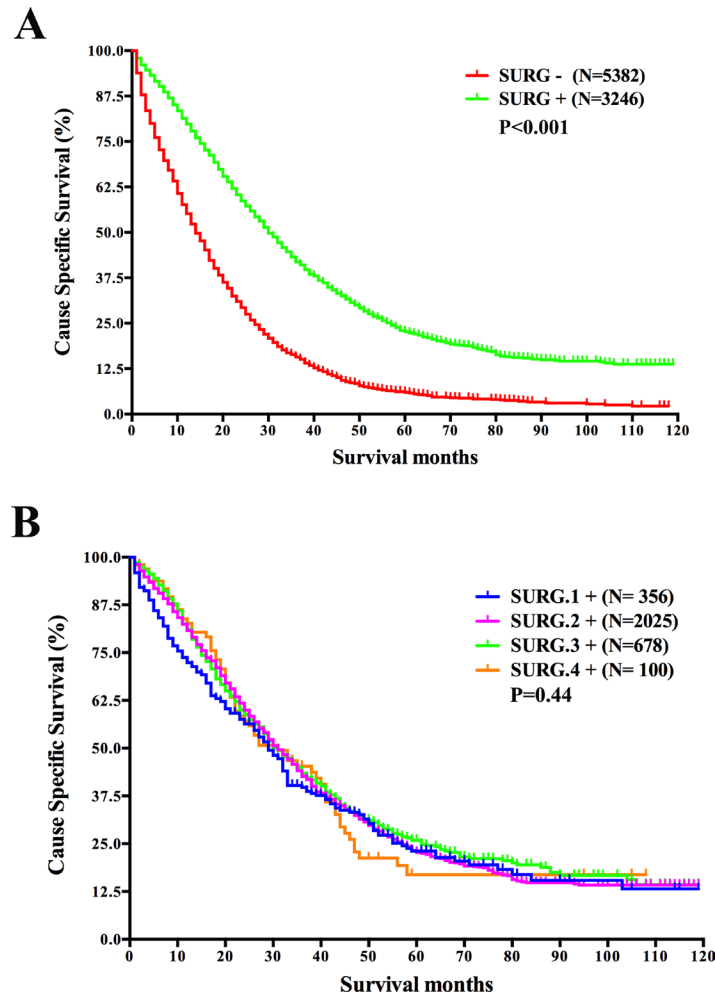 A
Cause Specific Survival (%)
100.0
87.5
75.0
62.5
50.0
37.5
25.0
12.5
0.0
0 10 20 30 40 50 60 70 80 90 100 110 120
Survival months
SURG - (N=5382)
SURG + (N=3246)
P<0.001
B
Cause Specific Survival (%)
100.0
87.5
75.0
62.5
50.0
37.5
25.0
12.5
0.0
0 10 20 30 40 50 60 70 80 90 100 110 120
Survival months
SURG.1 + (N= 356)
SURG.2 + (N=2025)
SURG.3 + (N=678)
SURG.4 + (N= 100)
P=0.44